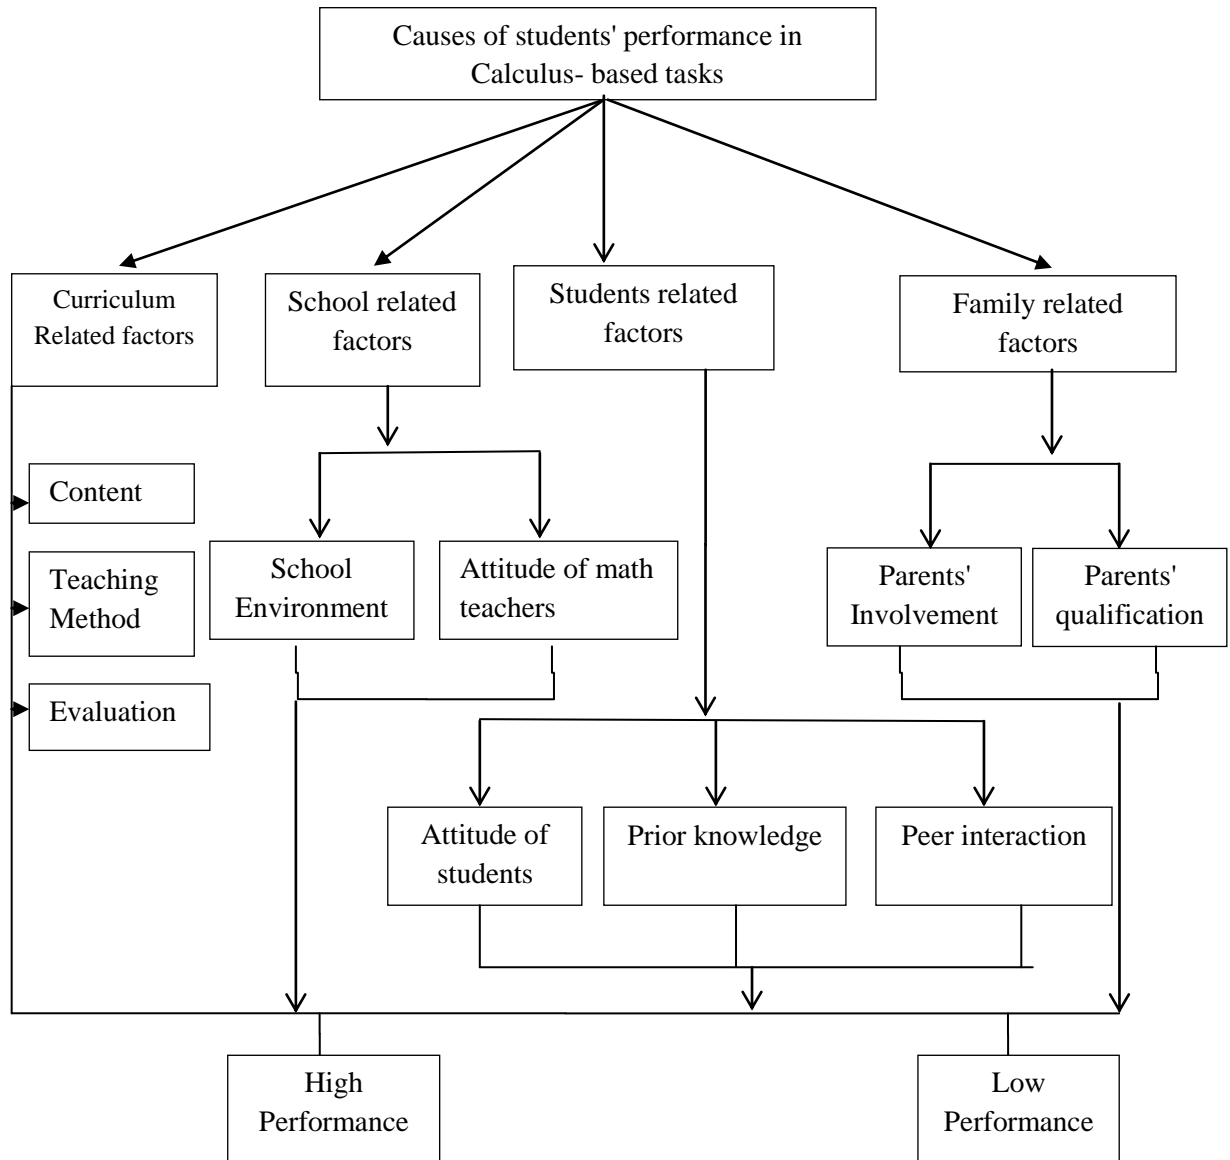 Causes of students' performance in
Calculus- based tasks
Curriculum
Related factors
School related
factors
Students related
factors
Family related
factors
Content
Teaching
Method
Evaluation
School
Environment
Attitude of math
teachers
Parents'
Involvement
Parents'
qualification
Attitude of
students
Prior knowledge
Peer interaction
High
Performance
Low
Performance